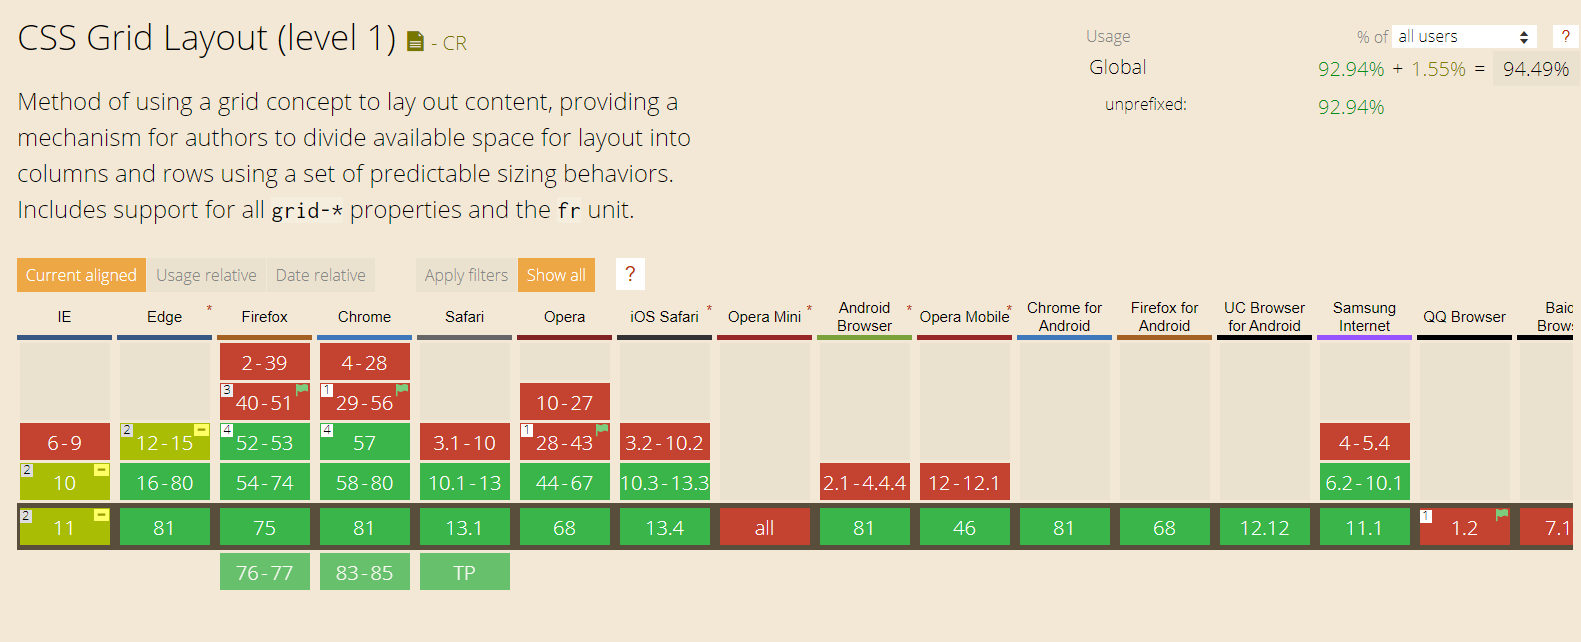 CSS Grid Layout (level 1) - CR
Usage % of all users ?
Global 92.94% + 1.55% = 94.49%
unprefixed: 92.94%
Method of using a grid concept to lay out content, providing a
mechanism for authors to divide available space for layout into
columns and rows using a set of predictable sizing behaviors.
Includes support for all grid-* properties and the fr unit.
Current aligned Usage relative Date relative Apply filters Show all ?
IE Edge * Firefox Chrome Safari Opera iOS Safari * Opera Mini * Android Browser * Opera Mobile * Chrome for Android Firefox for Android UC Browser for Android Samsung Internet QQ Browser Baid Brows
2-39 4-28
3 40-51 1 29-56 10-27
6-9 2 12-15 4 52-53 4 57 3.1-10 1 28-43 3.2-10.2 4-5.4
2 10 16-80 54-74 58-80 10.1-13 44-67 10.3-13.3 2.1-4.4.4 12-12.1 6.2-10.1
2 11 81 75 81 13.1 68 13.4 all 81 46 81 68 12.12 11.1 1 1.2 7.1
76-77 83-85 TP